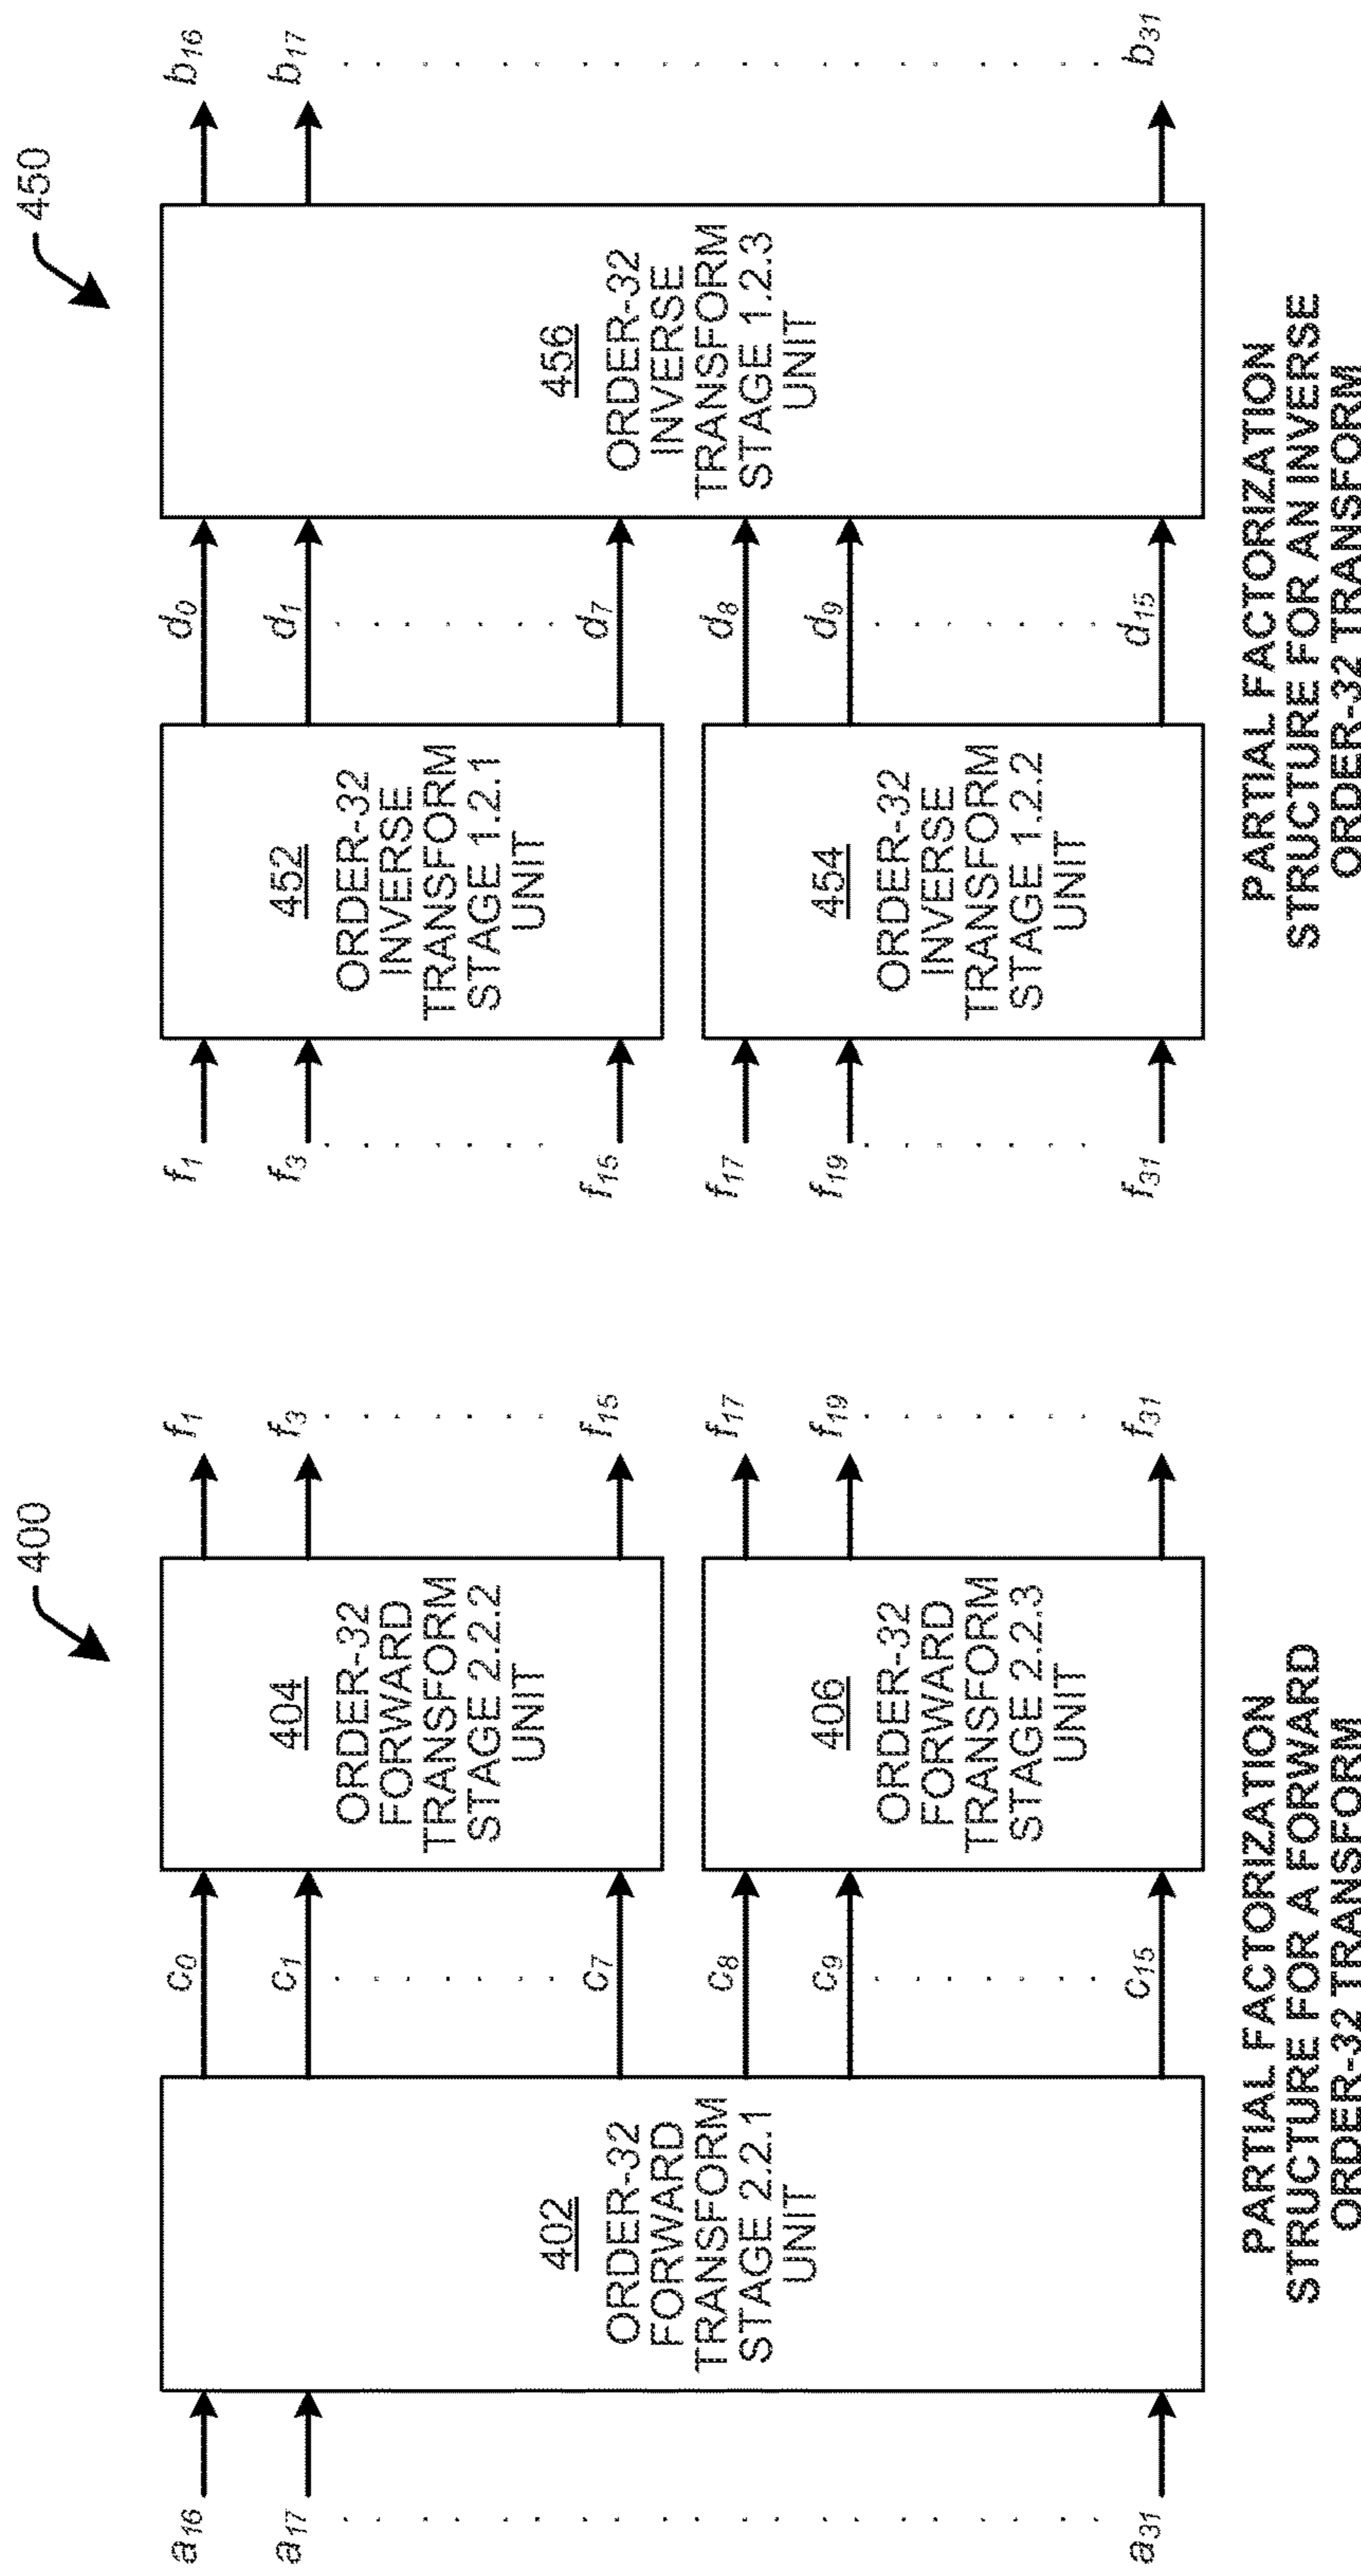 400
a16
a17
a31
402
ORDER-32
FORWARD
TRANSFORM
STAGE 2.2.1
UNIT
c0
c1
c7
c8
c9
c15
404
ORDER-32
FORWARD
TRANSFORM
STAGE 2.2.2
UNIT
406
ORDER-32
FORWARD
TRANSFORM
STAGE 2.2.3
UNIT
f1
f3
f15
f17
f19
f31
PARTIAL FACTORIZATION
STRUCTURE FOR A FORWARD
ORDER-32 TRANSFORM
450
f1
f3
f15
f17
f19
f31
452
ORDER-32
INVERSE
TRANSFORM
STAGE 1.2.1
UNIT
454
ORDER-32
INVERSE
TRANSFORM
STAGE 1.2.2
UNIT
d0
d1
d7
d8
d9
d15
456
ORDER-32
INVERSE
TRANSFORM
STAGE 1.2.3
UNIT
b16
b17
b31
PARTIAL FACTORIZATION
STRUCTURE FOR AN INVERSE
ORDER-32 TRANSFORM